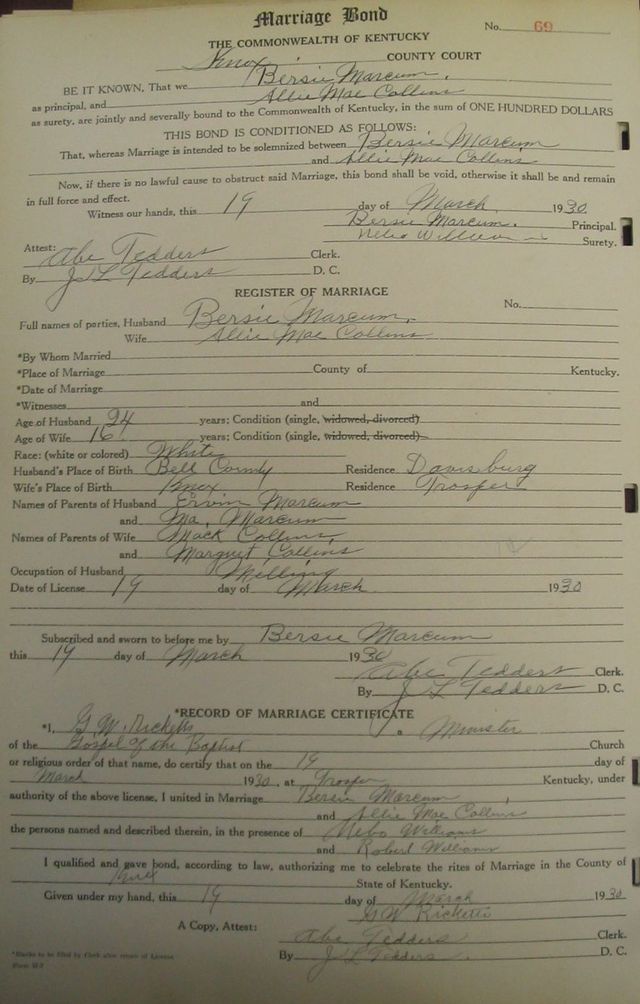 Marriage Bond
No. 69
THE COMMONWEALTH OF KENTUCKY
Knox COUNTY COURT
BE IT KNOWN, That we Bersie Marcum,
as principal, and Allie Mae Collins
as surety, are jointly and severally bound to the Commonwealth of Kentucky, in the sum of ONE HUNDRED DOLLARS
THIS BOND IS CONDITIONED AS FOLLOWS:
That, whereas Marriage is intended to be solemnized between Bersie Marcum
and Allie Mae Collins
Now, if there is no lawful cause to obstruct said Marriage, this bond shall be void, otherwise it shall be and remain
in full force and effect.
Witness our hands, this 19 day of March 1930.
Bersie Marcum. Principal.
Surety.
Attest:
Abe Tedders Clerk.
By J L Tedders D. C.
REGISTER OF MARRIAGE
No.
Full names of parties, Husband Bersie Marcum,
Wife Allie Mae Collins
*By Whom Married
*Place of Marriage County of Kentucky.
*Date of Marriage
*Witnesses and
Age of Husband 24 years; Condition (single, widowed, divorced)
Age of Wife 16 years; Condition (single, widowed, divorced)
Race: (white or colored) White
Husband's Place of Birth Bell County Residence Davisburg
Wife's Place of Birth Knox Residence Trosper
Names of Parents of Husband Ervin Marcum
and Ma. Marcum
Names of Parents of Wife Mack Collins,
and Marguet Collins,
Occupation of Husband Milling
Date of License 19 day of March 1930
Subscribed and sworn to before me by Bersie Marcum
this 19 day of March 1930
Abe Tedders Clerk.
By J L Tedders D. C.
*RECORD OF MARRIAGE CERTIFICATE
*I, G. W. Ricketts a Minister
of the Gospel of the Baptist Church
or religious order of that name, do certify that on the 19 day of
March 1930, at Trosper Kentucky, under
authority of the above license, I united in Marriage Bersie Marcum,
and Allie Mae Collins
the persons named and described therein, in the presence of Nebo Williams
and Robert Williams
I qualified and gave bond, according to law, authorizing me to celebrate the rites of Marriage in the County of
Knox State of Kentucky.
Given under my hand, this 19 day of March 1930
G W Ricketts
A Copy, Attest: Abe Tedders Clerk.
By J L Tedders. D. C.
*Blanks to be filled by Clerk after return of License